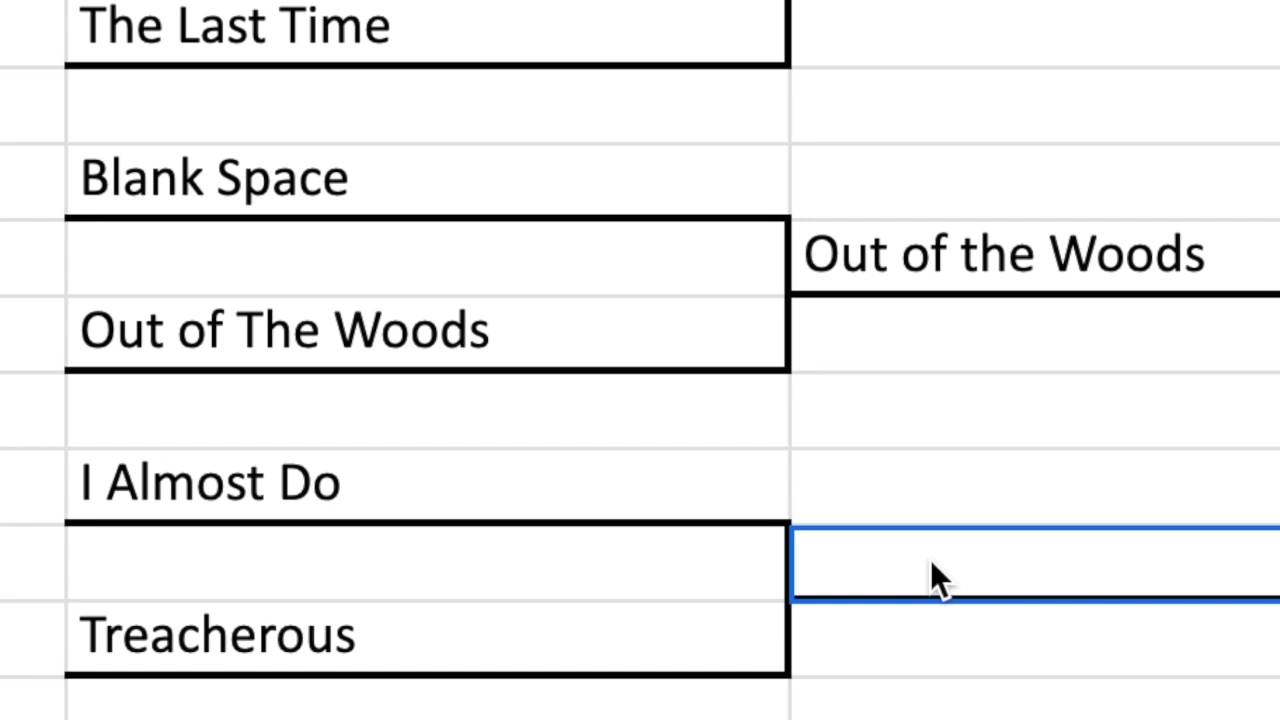 The Last Time
Blank Space
Out of the Woods
Out of The Woods
I Almost Do
Treacherous